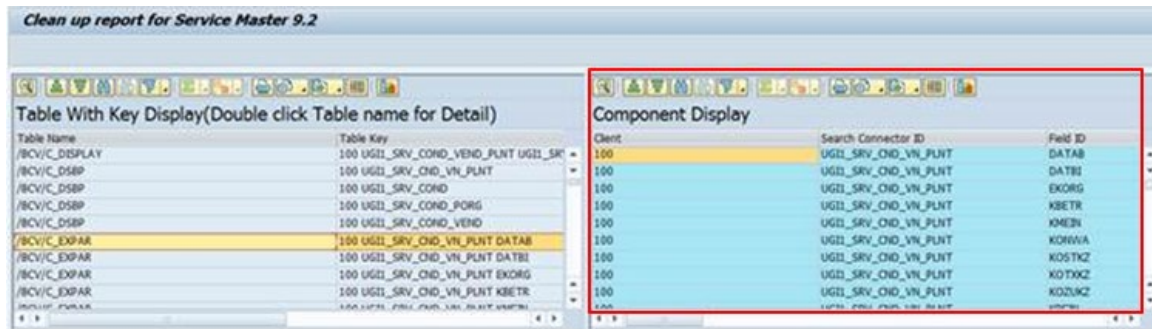 Clean up report for Service Master 9.2
Table With Key Display(Double click Table name for Detail)
Table Name Table Key
/BCV/C_DISPLAY 100 UGI1_SRV_COND_VEND_PLNT UGI1_SR
/BCV/C_DSBP 100 UGI1_SRV_CND_VN_PLNT
/BCV/C_DSBP 100 UGI1_SRV_COND
/BCV/C_DSBP 100 UGI1_SRV_COND_PORG
/BCV/C_DSBP 100 UGI1_SRV_COND_VEND
/BCV/C_EXPAR 100 UGI1_SRV_CND_VN_PLNT DATAB
/BCV/C_EXPAR 100 UGI1_SRV_CND_VN_PLNT DATBI
/BCV/C_EXPAR 100 UGI1_SRV_CND_VN_PLNT EKORG
/BCV/C_EXPAR 100 UGI1_SRV_CND_VN_PLNT KBETR
Component Display
Client Search Connector ID Field ID
100 UGI1_SRV_CND_VN_PLNT DATAB
100 UGI1_SRV_CND_VN_PLNT DATBI
100 UGI1_SRV_CND_VN_PLNT EKORG
100 UGI1_SRV_CND_VN_PLNT KBETR
100 UGI1_SRV_CND_VN_PLNT KMEIN
100 UGI1_SRV_CND_VN_PLNT KONWA
100 UGI1_SRV_CND_VN_PLNT KOSTKZ
100 UGI1_SRV_CND_VN_PLNT KOTXKZ
100 UGI1_SRV_CND_VN_PLNT KOZUKZ